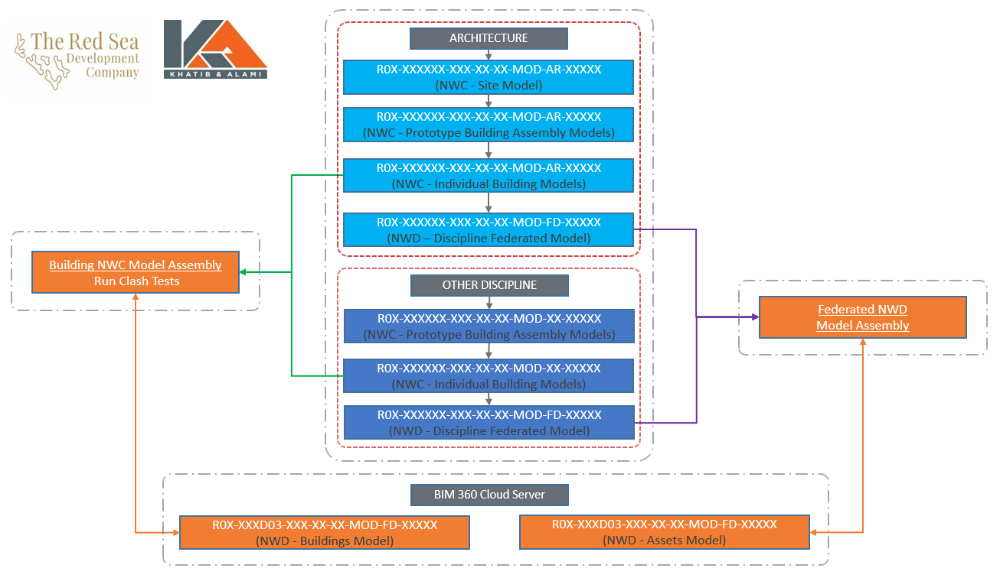 The Red Sea
Development
Company
KHATIB & ALAMI
ARCHITECTURE
R0X-XXXXXX-XXX-XX-XX-MOD-AR-XXXXX
(NWC - Site Model)
R0X-XXXXXX-XXX-XX-XX-MOD-AR-XXXXX
(NWC - Prototype Building Assembly Models)
R0X-XXXXXX-XXX-XX-XX-MOD-AR-XXXXX
(NWC - Individual Building Models)
R0X-XXXXXX-XXX-XX-XX-MOD-FD-XXXXX
(NWD – Discipline Federated Model)
Building NWC Model Assembly
Run Clash Tests
OTHER DISCIPLINE
R0X-XXXXXX-XXX-XX-XX-MOD-XX-XXXXX
(NWC - Prototype Building Assembly Models)
R0X-XXXXXX-XXX-XX-XX-MOD-XX-XXXXX
(NWC - Individual Building Models)
R0X-XXXXXX-XXX-XX-XX-MOD-FD-XXXXX
(NWD - Discipline Federated Model)
Federated NWD
Model Assembly
BIM 360 Cloud Server
R0X-XXXD03-XXX-XX-XX-MOD-FD-XXXXX
(NWD - Buildings Model)
R0X-XXXD03-XXX-XX-XX-MOD-FD-XXXXX
(NWD - Assets Model)